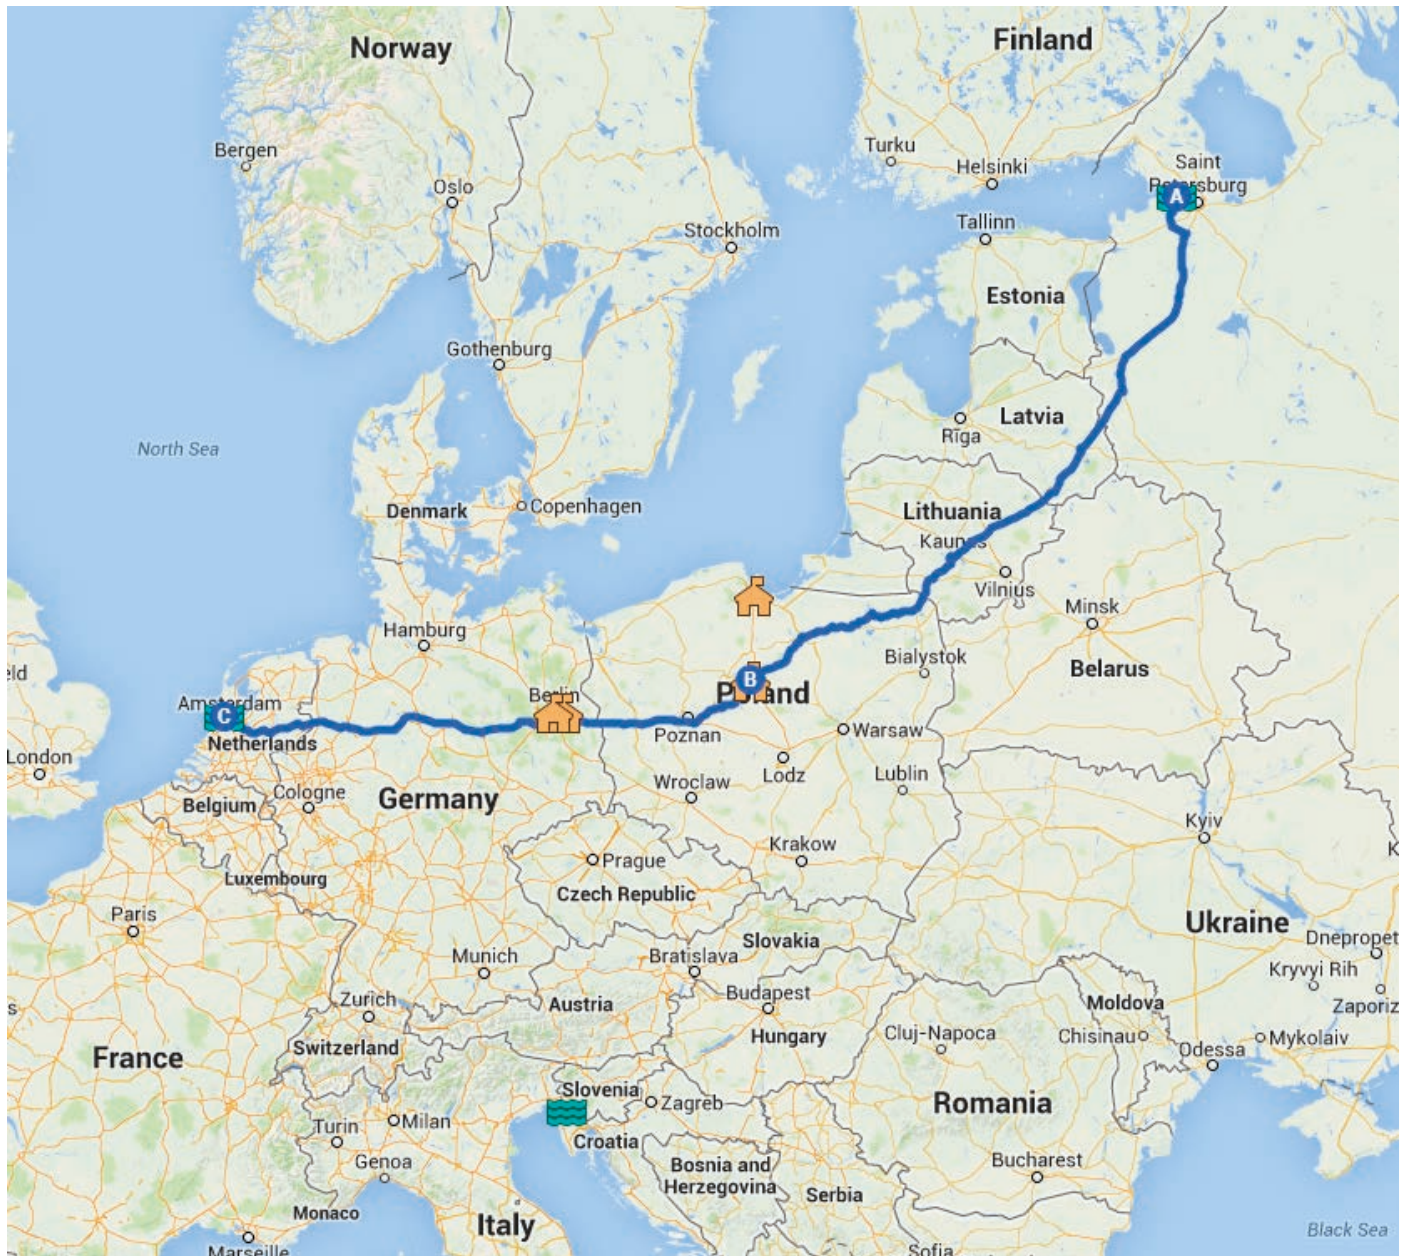 Norway
Finland
Bergen
Turku
Helsinki
Saint
Petersburg
A
Oslo
Tallinn
Stockholm
Estonia
Gothenburg
Latvia
Rīga
North Sea
Denmark
Copenhagen
Lithuania
Kaunas
Vilnius
Minsk
Hamburg
Bialystok
Belarus
eld
Amsterdam
C
Berlin
B
Poland
Netherlands
Poznan
Warsaw
London
Lodz
Wroclaw
Lublin
Belgium
Cologne
Germany
Kyiv
Krakow
K
Prague
Luxembourg
Czech Republic
Paris
Ukraine
Slovakia
Dnepropet
Munich
Bratislava
Kryvyi Rih
Zurich
Austria
Budapest
Moldova
Zaporiz
s
Hungary
Cluj-Napoca
Chisinau
Mykolaiv
Switzerland
Odessa
France
Slovenia
Zagreb
Romania
Turin
Milan
Croatia
Genoa
Bosnia and
Herzegovina
Bucharest
Serbia
Monaco
Italy
Black Sea
Marseille
Sofia